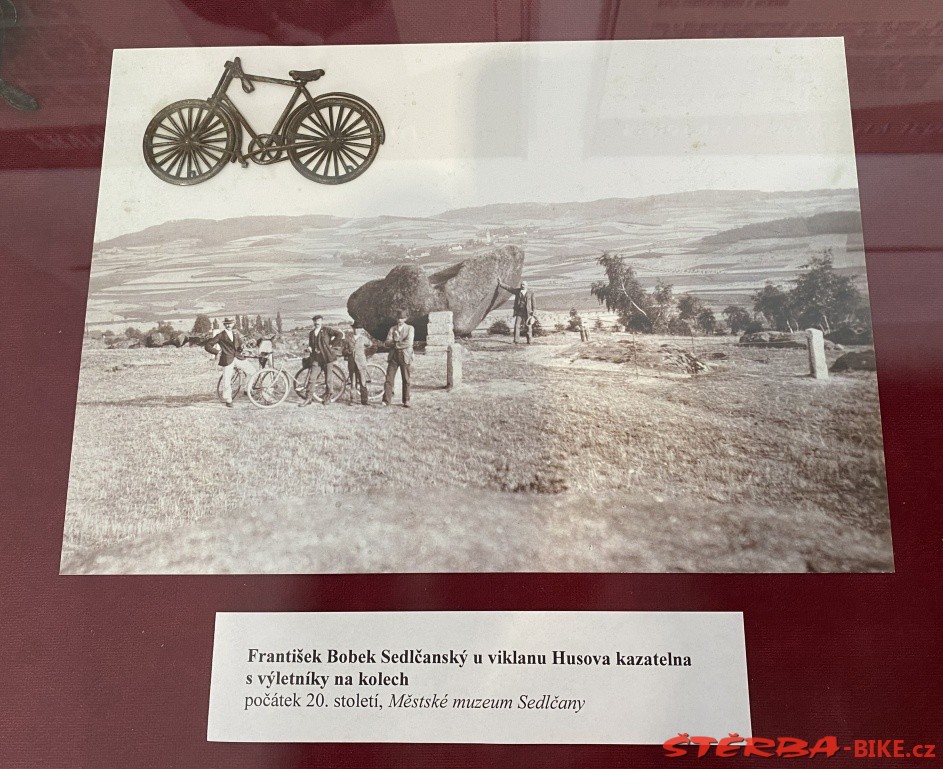 František Bobek Sedlčanský u viklanu Husova kazatelna
s výletníky na kolech
počátek 20. století, Městské muzeum Sedlčany
ŠTĚRBA-BIKE.cz